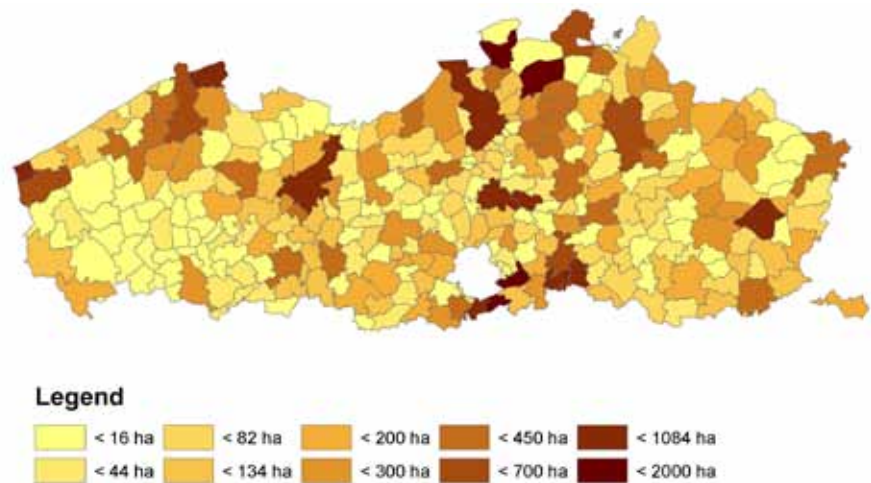 Legend
< 16 ha < 82 ha < 200 ha < 450 ha < 1084 ha
< 44 ha < 134 ha < 300 ha < 700 ha < 2000 ha